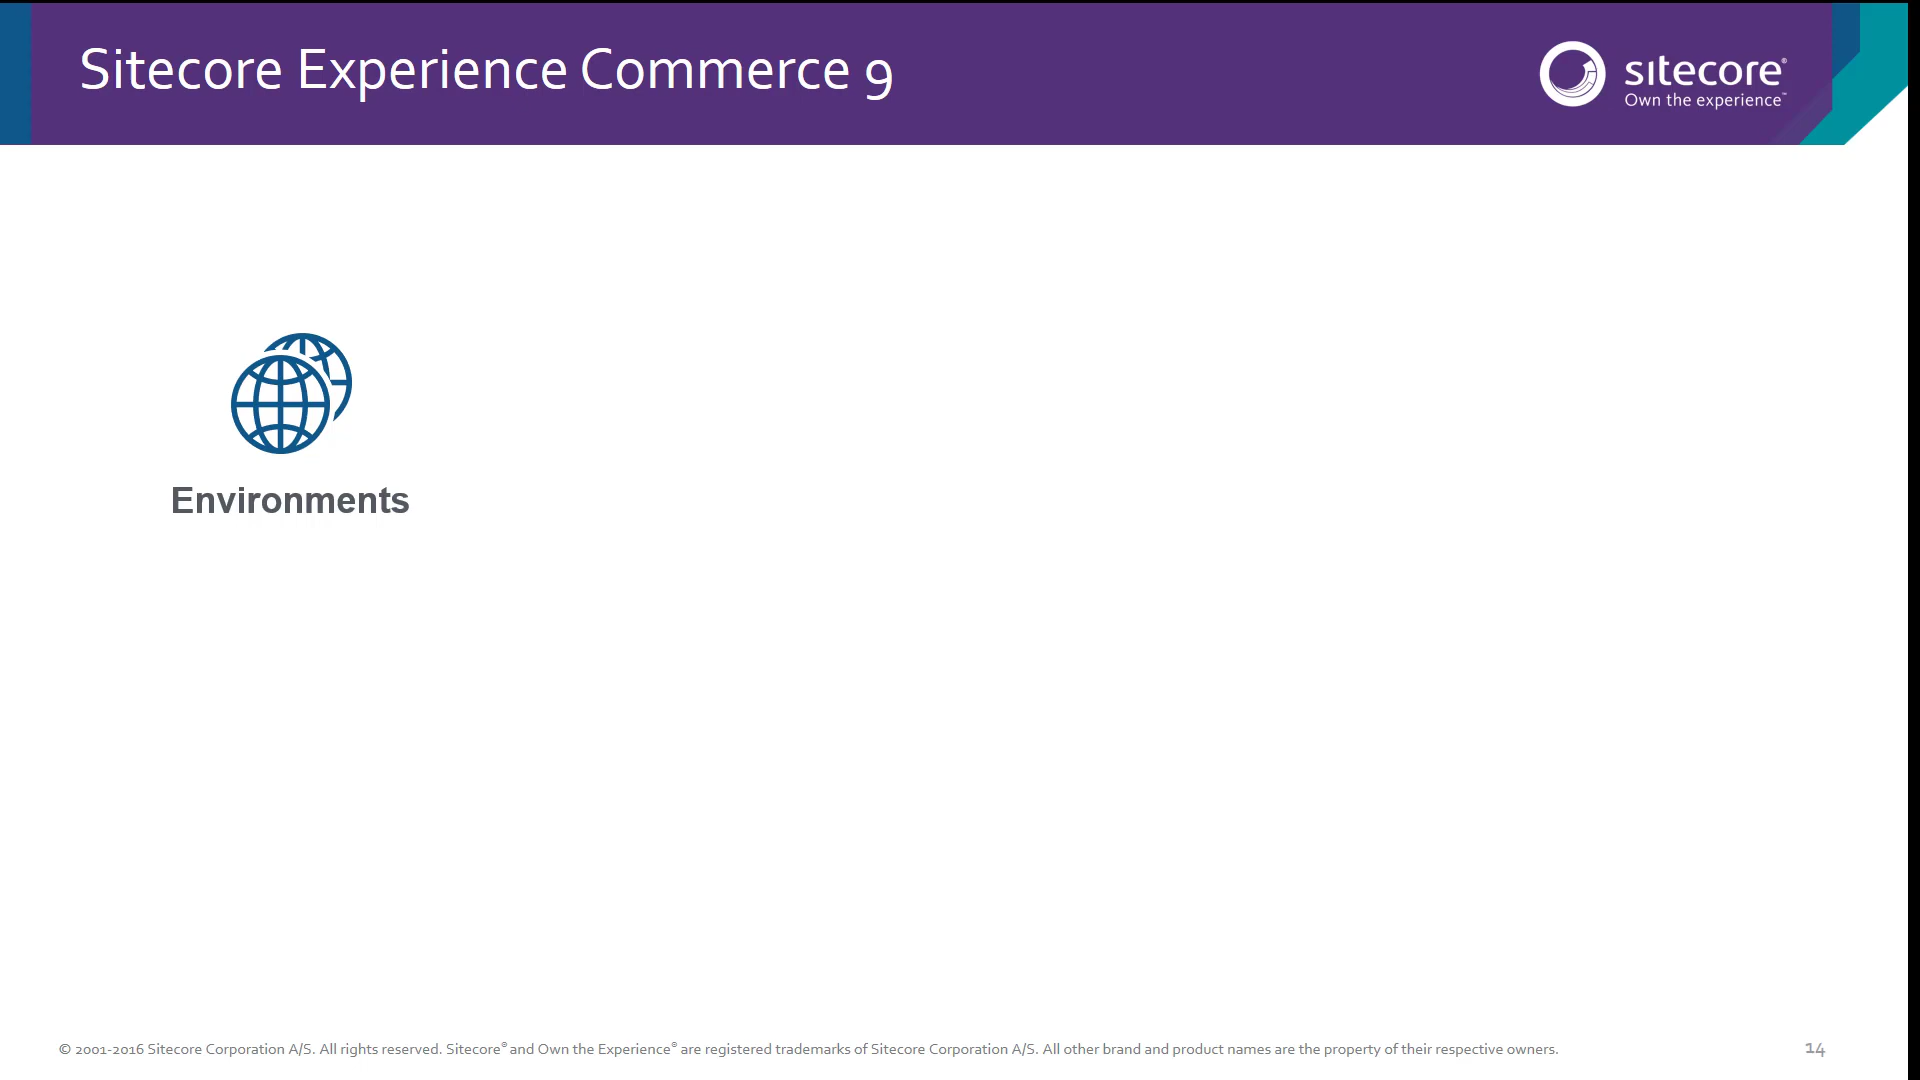 Sitecore Experience Commerce 9
sitecore®
Own the experience™
Environments
© 2001-2016 Sitecore Corporation A/S. All rights reserved. Sitecore® and Own the Experience® are registered trademarks of Sitecore Corporation A/S. All other brand and product names are the property of their respective owners.
14